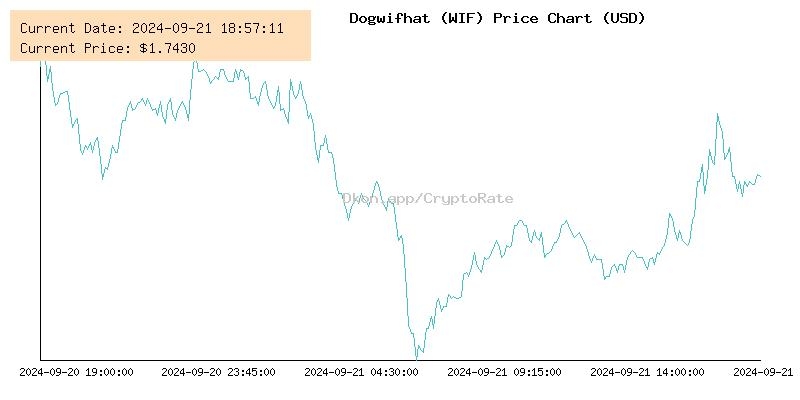 Dogwifhat (WIF) Price Chart (USD)
Current Date: 2024-09-21 18:57:11
Current Price: $1.7430
Dkon.app/CryptoRate
2024-09-20 19:00:00
2024-09-20 23:45:00
2024-09-21 04:30:00
2024-09-21 09:15:00
2024-09-21 14:00:00
2024-09-21